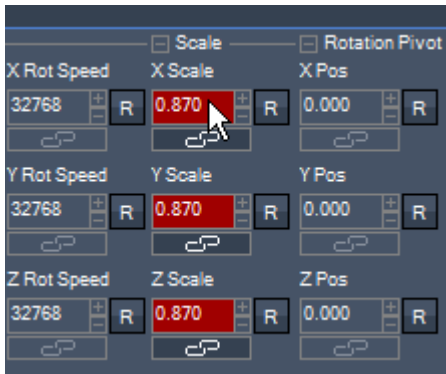 Scale Rotation Pivot
X Rot Speed X Scale X Pos
32768 R 0.870 R 0.000 R
Y Rot Speed Y Scale Y Pos
32768 R 0.870 R 0.000 R
Z Rot Speed Z Scale Z Pos
32768 R 0.870 R 0.000 R